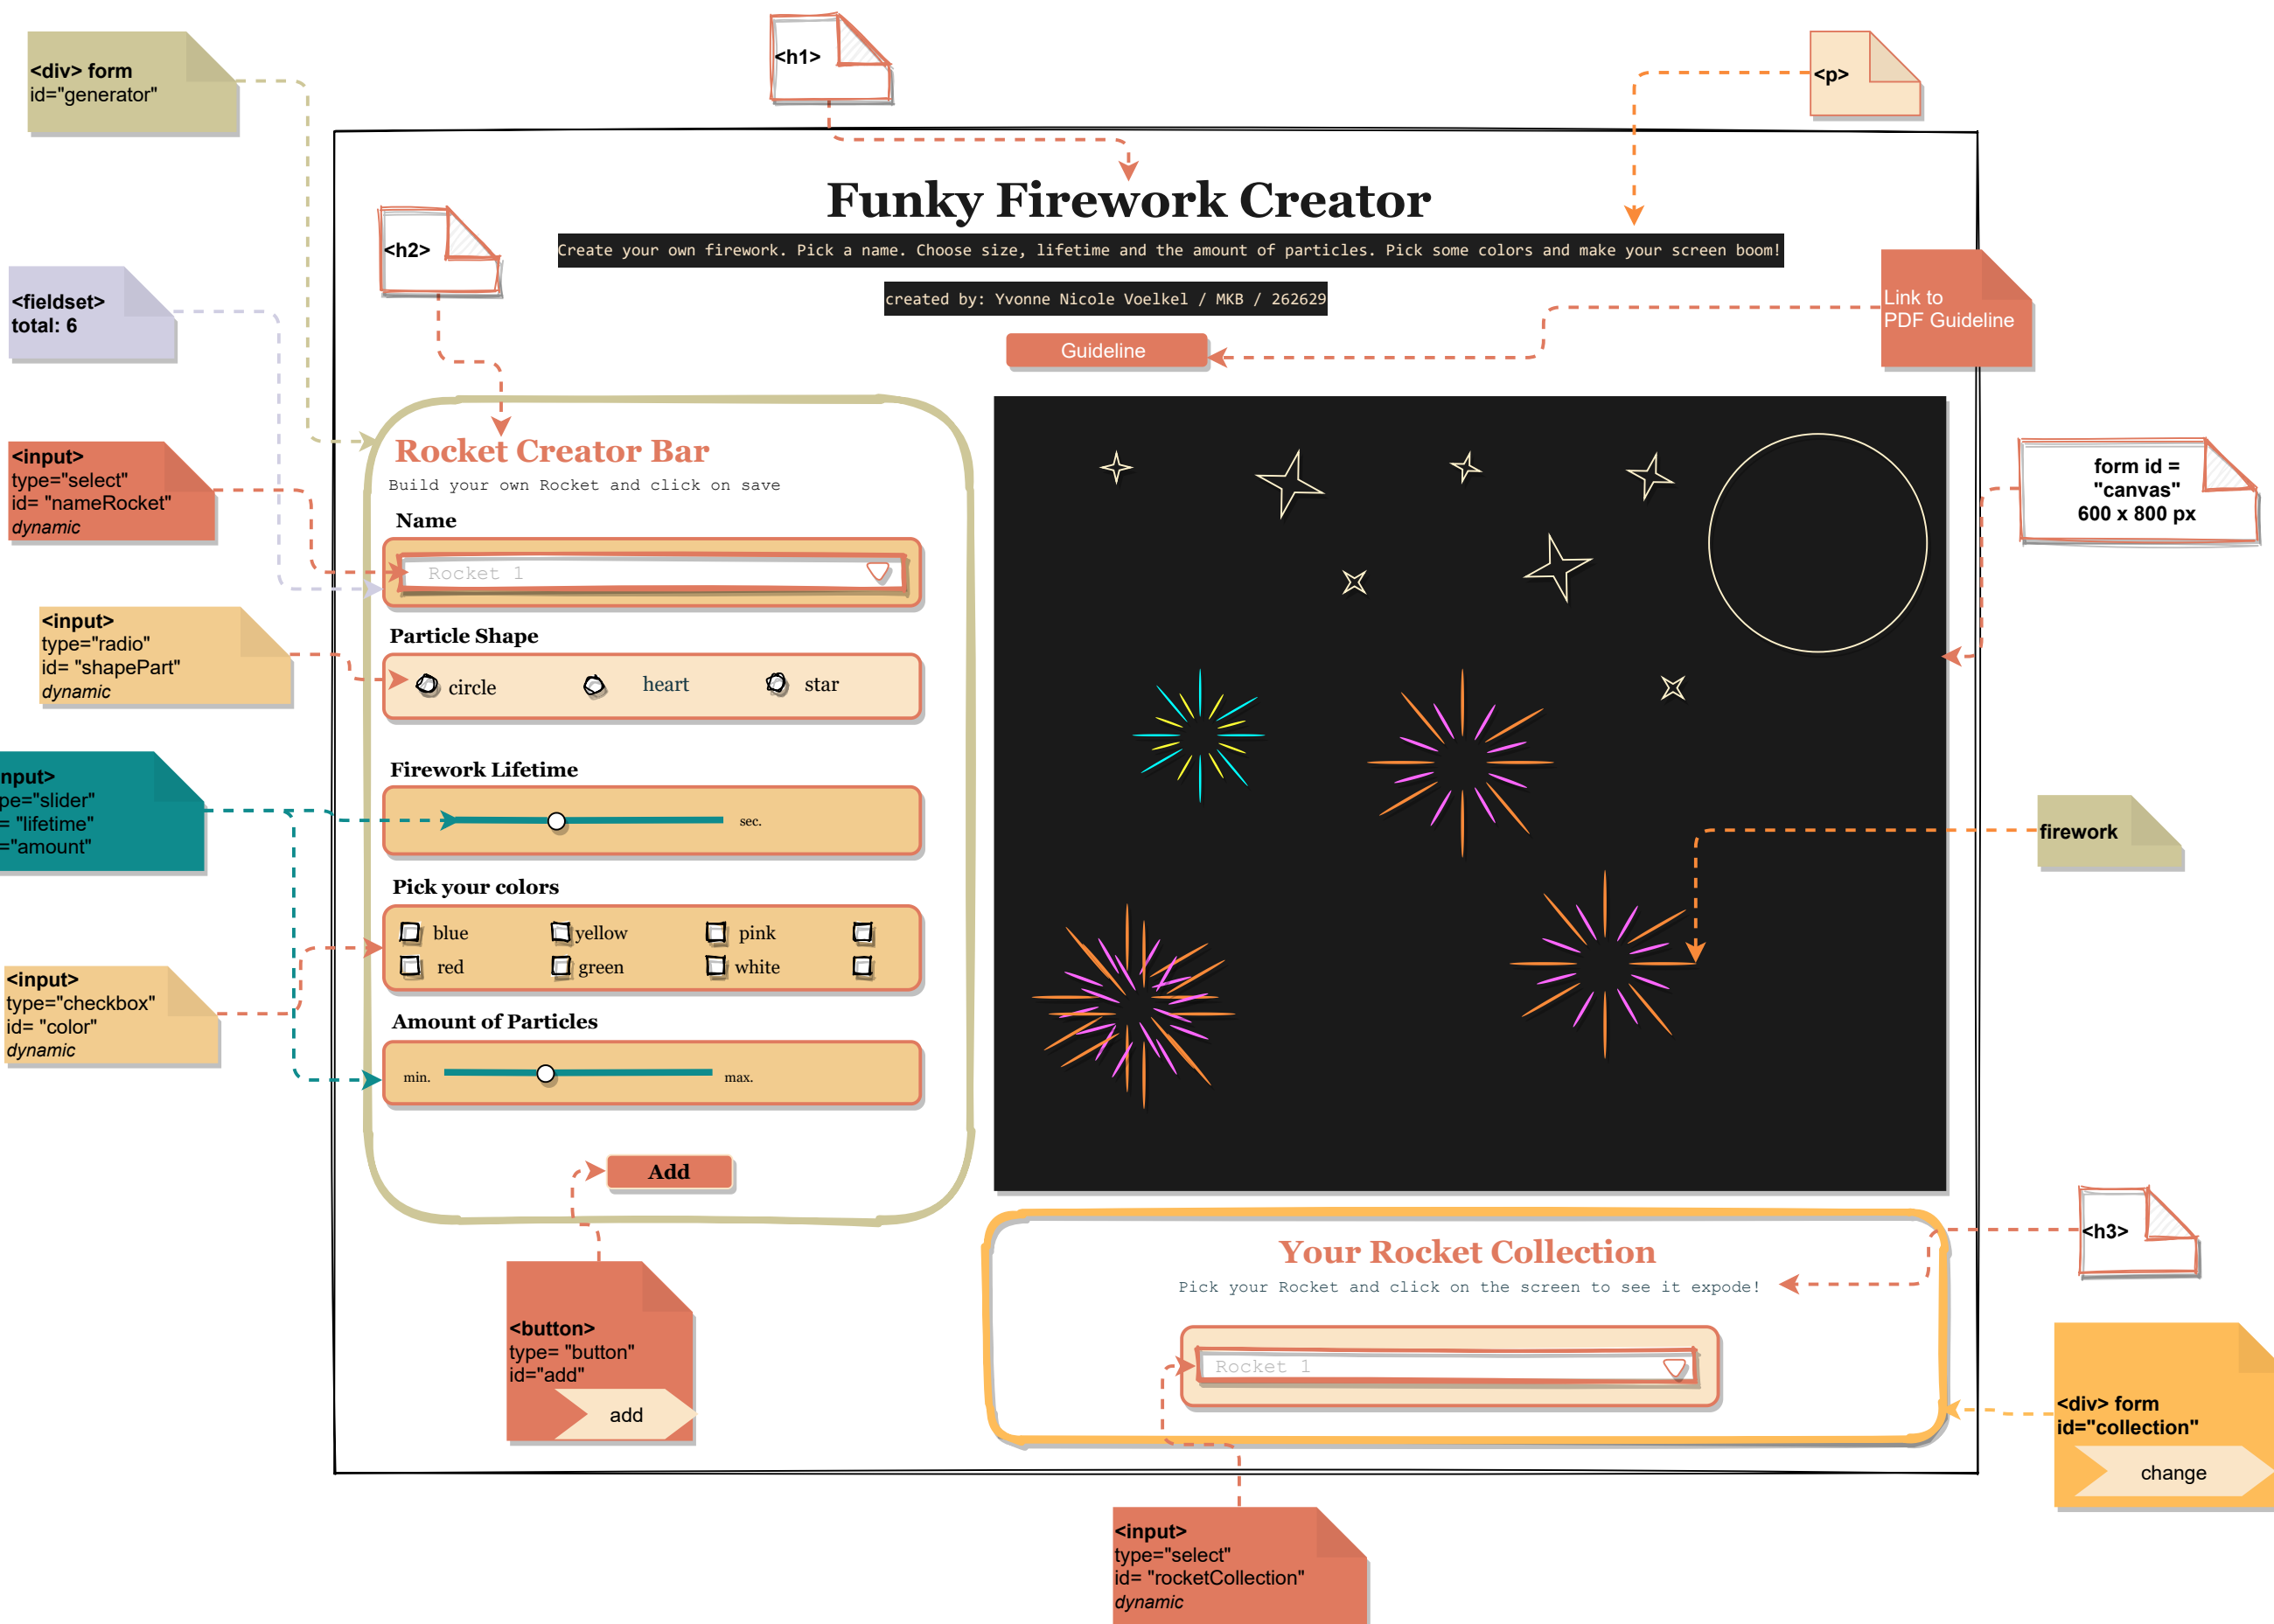 <h1>
<p>
<div> form
id="generator"
Funky Firework Creator
Create your own firework. Pick a name. Choose size, lifetime and the amount of particles. Pick some colors and make your screen boom!
created by: Yvonne Nicole Voelkel / MKB / 262629
Guideline
Link to
PDF Guideline
<h2>
<fieldset>
total: 6
Rocket Creator Bar
Build your own Rocket and click on save
<input>
type="select"
id= "nameRocket"
dynamic
Name
Rocket 1
<input>
type="radio"
id= "shapePart"
dynamic
Particle Shape
circle heart star
nput>
pe="slider"
= "lifetime"
="amount"
Firework Lifetime
sec.
Pick your colors
blue yellow pink
red green white
<input>
type="checkbox"
id= "color"
dynamic
Amount of Particles
min. max.
Add
<button>
type= "button"
id="add"
add
form id =
"canvas"
600 x 800 px
firework
<h3>
Your Rocket Collection
Pick your Rocket and click on the screen to see it expode!
Rocket 1
<div> form
id="collection"
change
<input>
type="select"
id= "rocketCollection"
dynamic